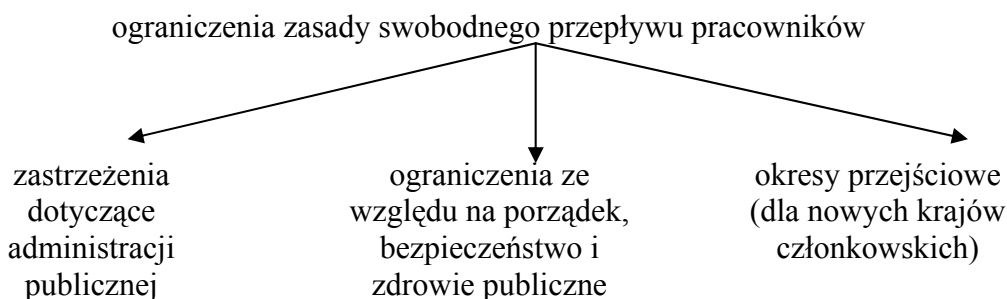 ograniczenia zasady swobodnego przepływu pracowników
zastrzeżenia
dotyczące
administracji
publicznej
ograniczenia ze
względu na porządek,
bezpieczeństwo i
zdrowie publiczne
okresy przejściowe
(dla nowych krajów
członkowskich)